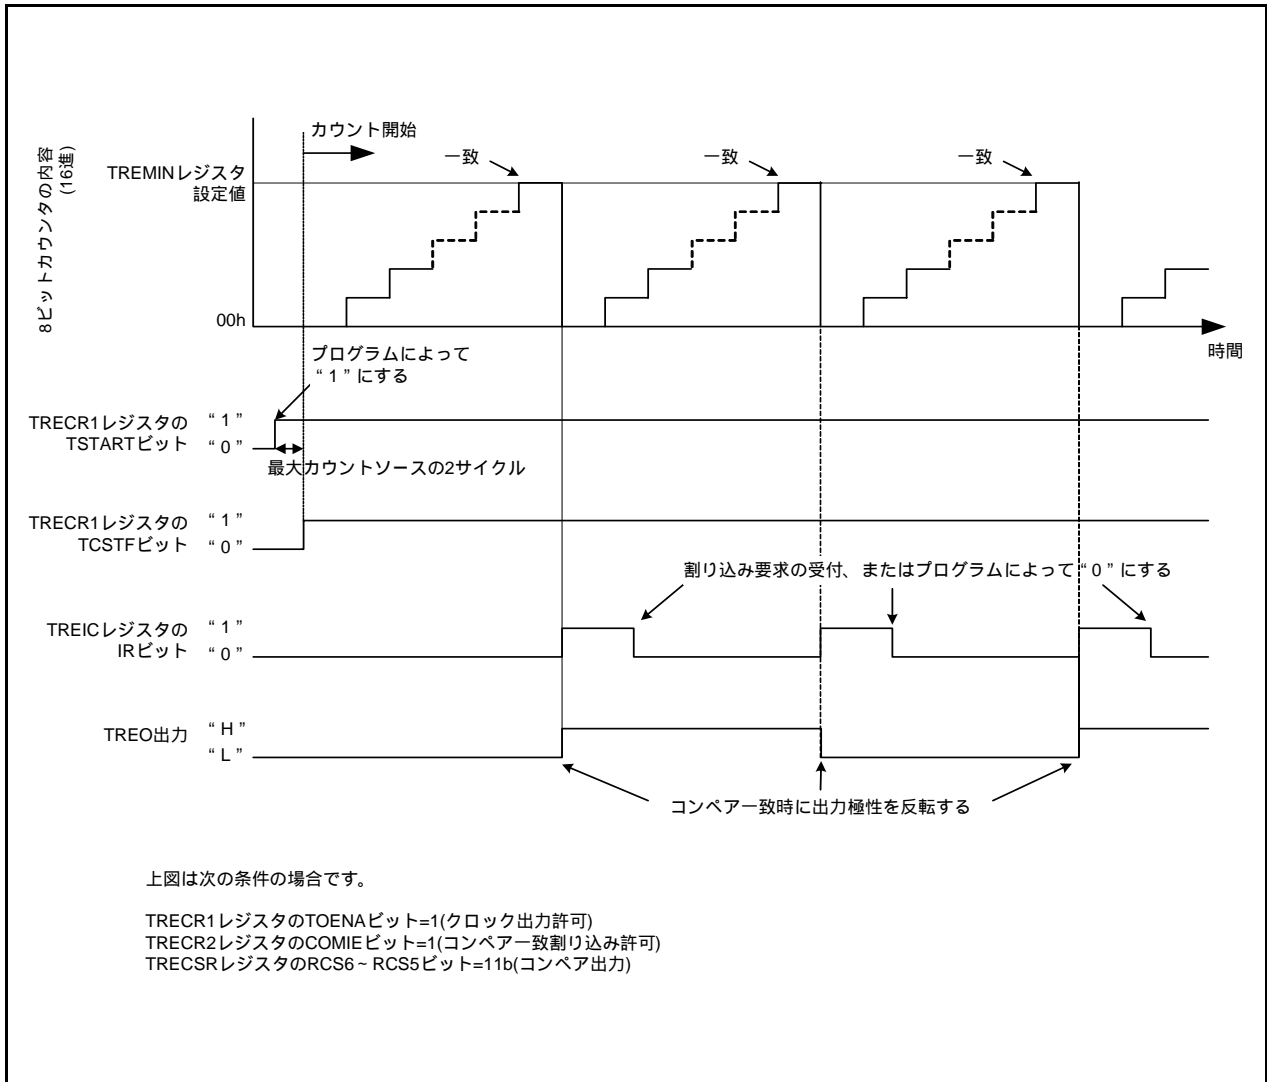 8ビットカウンタの内容
(16進)
カウント開始
一致
一致
一致
TREMINレジスタ
設定値
00h
時間
プログラムによって
“ 1 ” にする
TRECR1レジスタの
TSTARTビット
“ 1 ”
“ 0 ”
最大カウントソースの2サイクル
TRECR1レジスタの
TCSTFビット
“ 1 ”
“ 0 ”
割り込み要求の受付、またはプログラムによって “ 0 ” にする
TREICレジスタの
IRビット
“ 1 ”
“ 0 ”
TREO出力
“ H ”
“ L ”
コンペア一致時に出力極性を反転する
上図は次の条件の場合です。
TRECR1レジスタのTOENAビット=1(クロック出力許可)
TRECR2レジスタのCOMIEビット=1(コンペア一致割り込み許可)
TRECSRレジスタのRCS6~RCS5ビット=11b(コンペア出力)